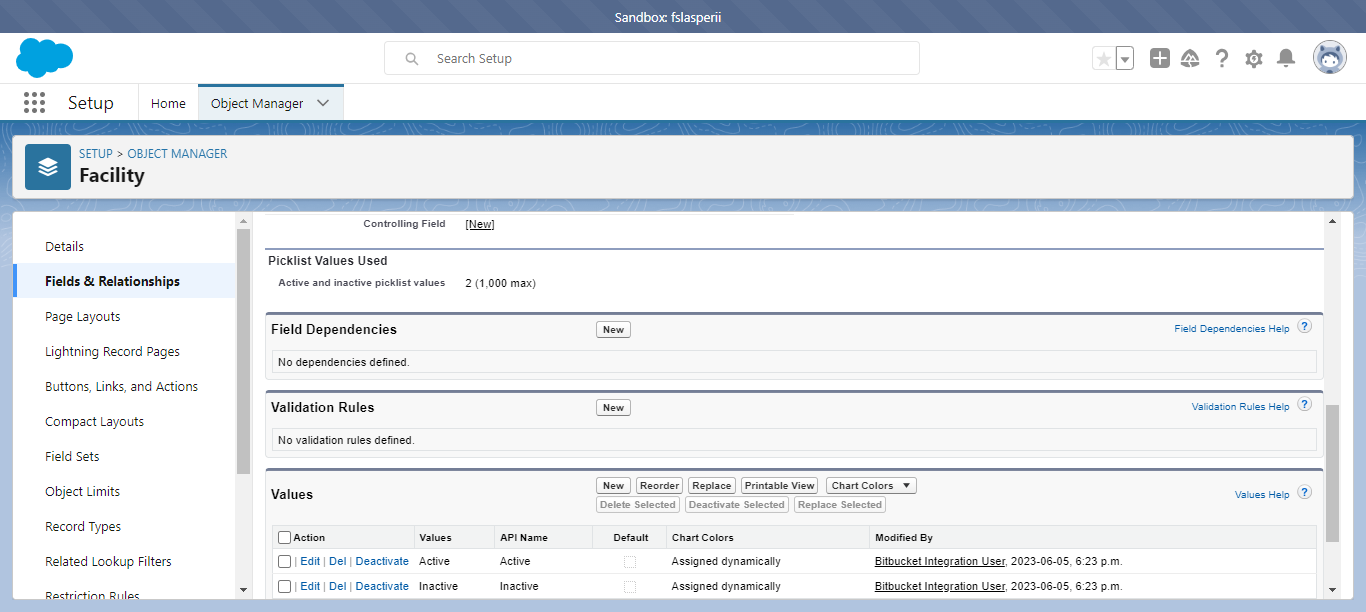 Sandbox: fslasperii
Search Setup
Setup
Home
Object Manager
SETUP > OBJECT MANAGER
Facility
Details
Fields & Relationships
Page Layouts
Lightning Record Pages
Buttons, Links, and Actions
Compact Layouts
Field Sets
Object Limits
Record Types
Related Lookup Filters
Restriction Rules
Controlling Field [New]
Picklist Values Used
Active and inactive picklist values 2 (1,000 max)
Field Dependencies New Field Dependencies Help ?
No dependencies defined.
Validation Rules New Validation Rules Help ?
No validation rules defined.
Values New Reorder Replace Printable View Chart Colors Values Help ?
Delete Selected Deactivate Selected Replace Selected
Action Values API Name Default Chart Colors Modified By
| Edit | Del | Deactivate Active Active Assigned dynamically Bitbucket Integration User, 2023-06-05, 6:23 p.m.
| Edit | Del | Deactivate Inactive Inactive Assigned dynamically Bitbucket Integration User, 2023-06-05, 6:23 p.m.